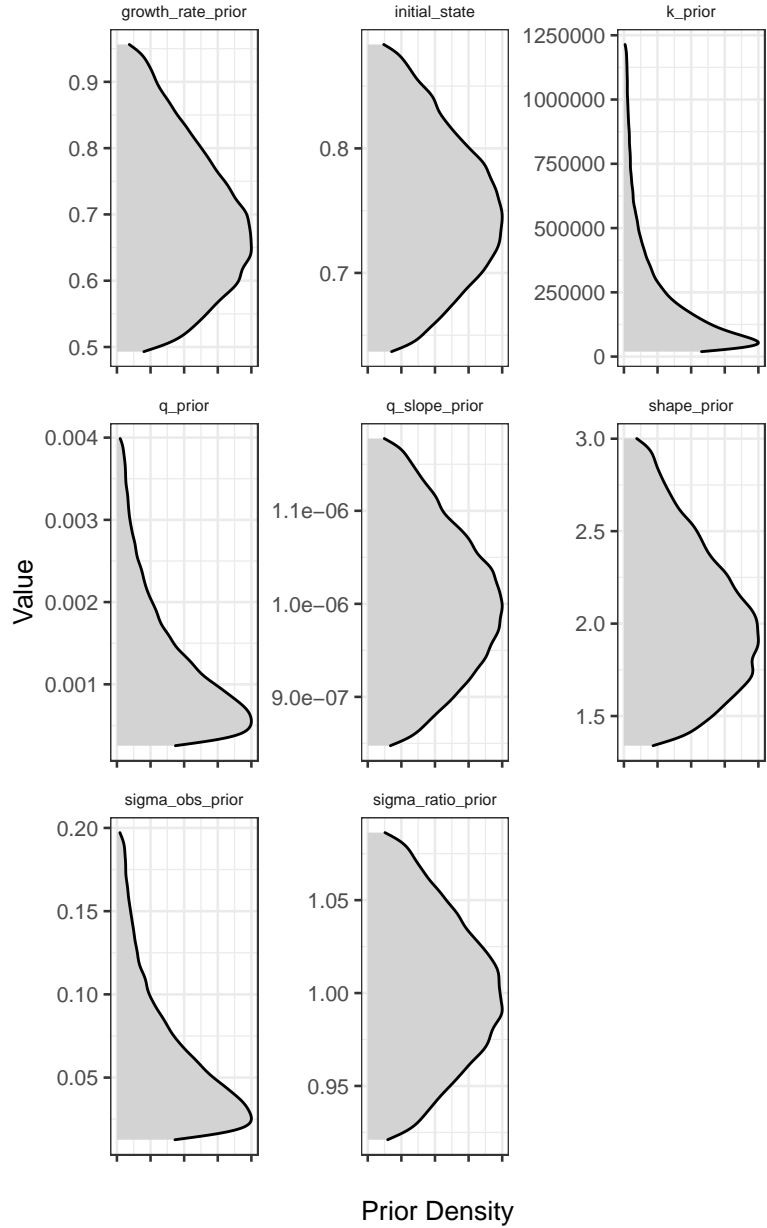 growth_rate_prior
initial_state
k_prior
0.9
0.8
0.7
0.6
0.5
0.8
0.7
1250000
1000000
750000
500000
250000
0
q_prior
q_slope_prior
shape_prior
0.004
0.003
0.002
0.001
1.1e−06
1.0e−06
9.0e−07
3.0
2.5
2.0
1.5
Value
sigma_obs_prior
sigma_ratio_prior
0.20
0.15
0.10
0.05
1.05
1.00
0.95
Prior Density